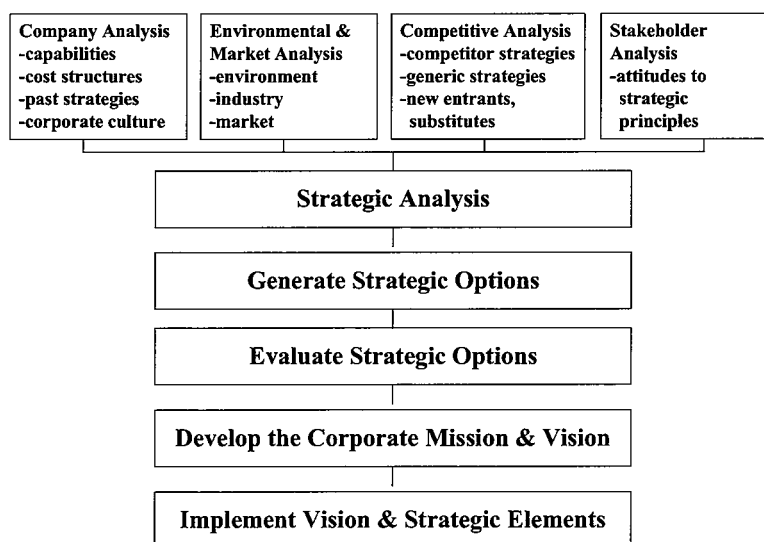 Company Analysis
-capabilities
-cost structures
-past strategies
-corporate culture
Environmental &
Market Analysis
-environment
-industry
-market
Competitive Analysis
-competitor strategies
-generic strategies
-new entrants,
substitutes
Stakeholder
Analysis
-attitudes to
strategic
principles
Strategic Analysis
Generate Strategic Options
Evaluate Strategic Options
Develop the Corporate Mission & Vision
Implement Vision & Strategic Elements